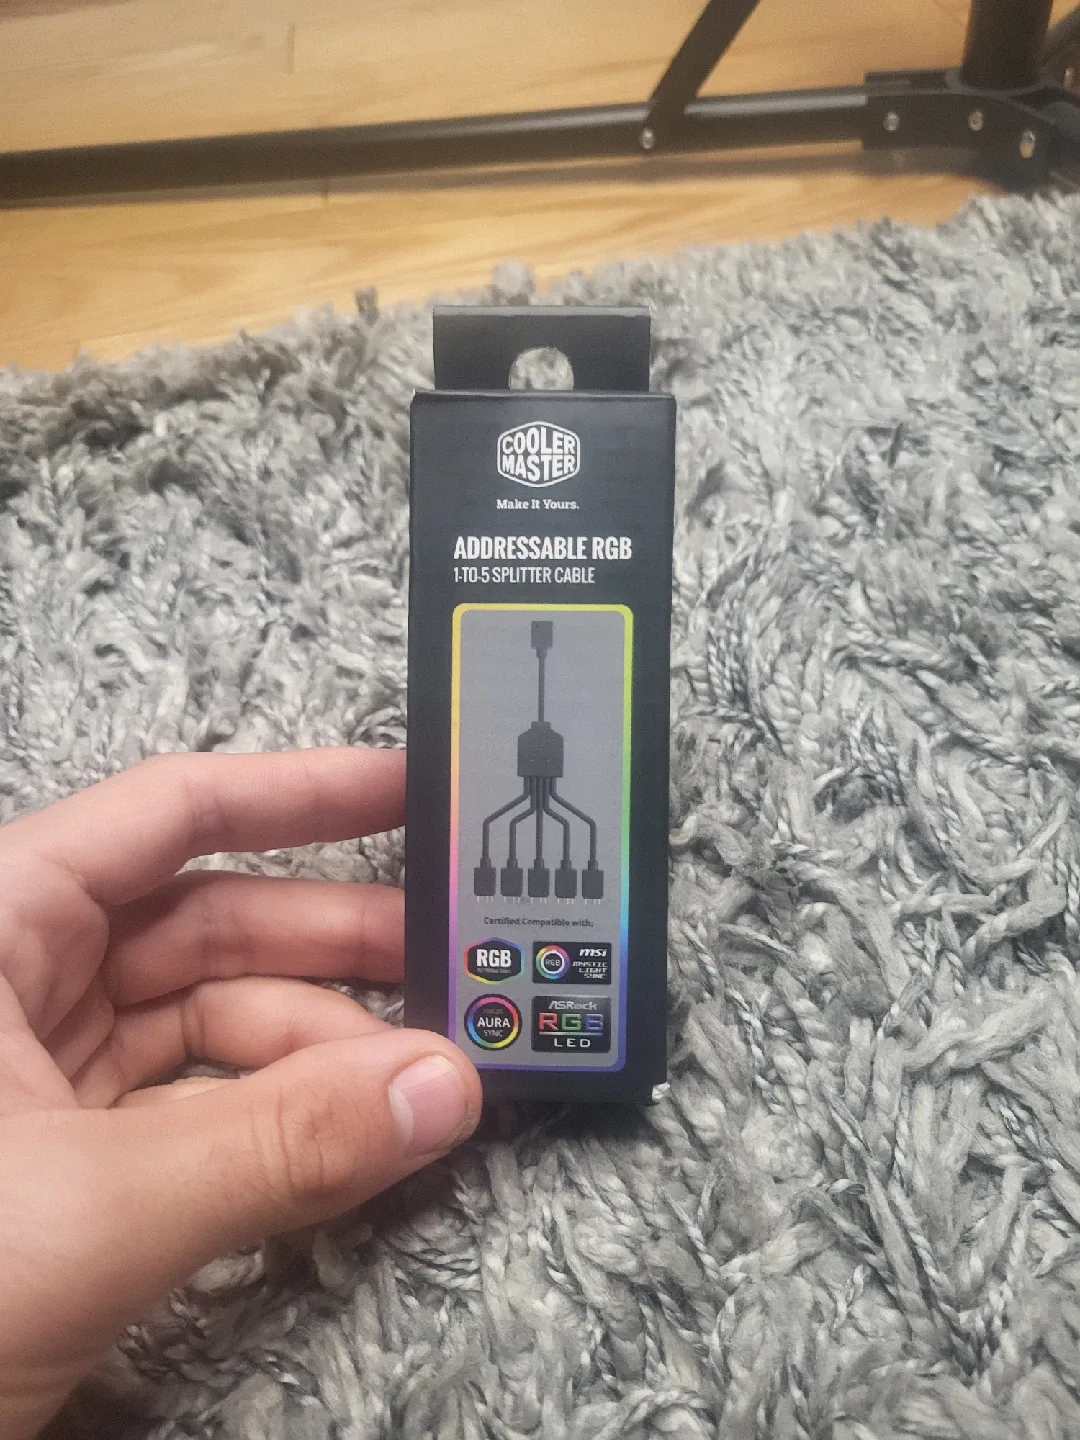 COOLER
MASTER
Make It Yours.
ADDRESSABLE RGB
1-TO-5 SPLITTER CABLE
Certified Compatible with:
RGB
RGB
msi
MYSTIC
LIGHT
SYNC
AURA
SYNC
ASRock
RGB
LED